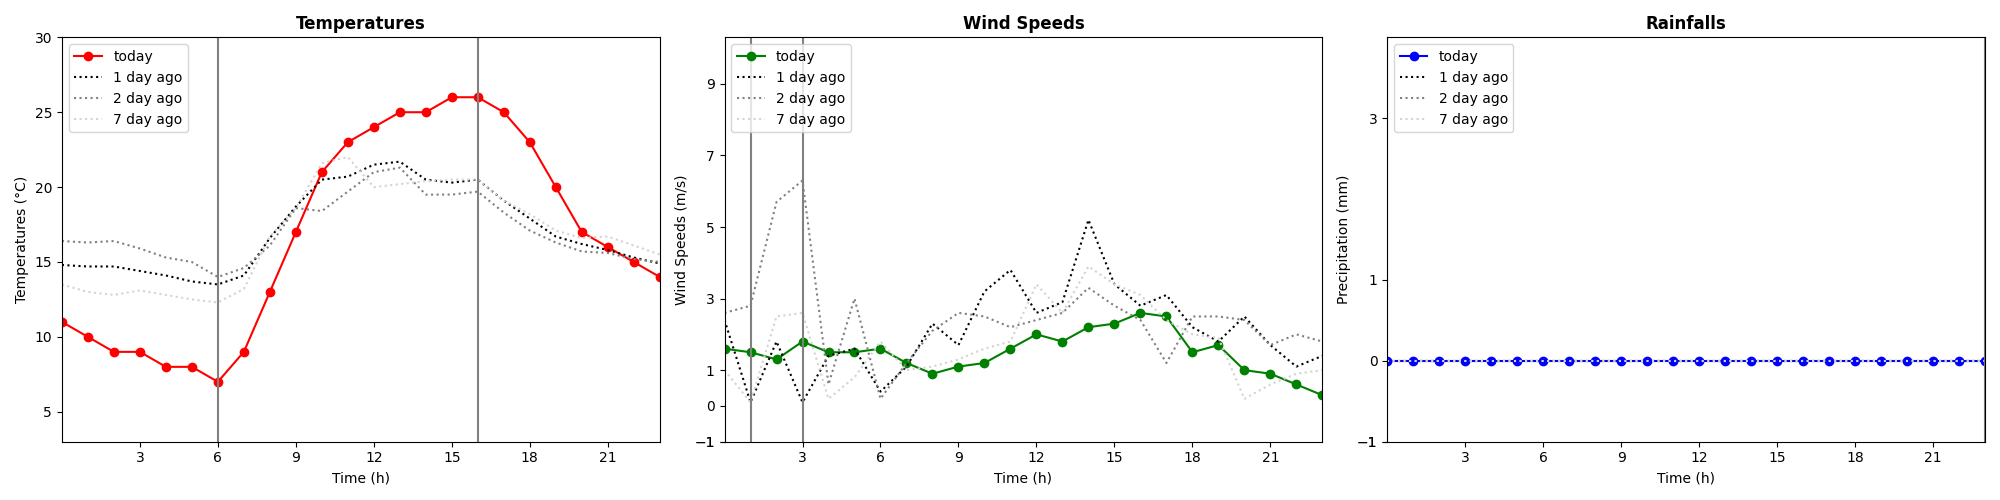 Temperatures
30
25
20
15
10
5
Temperatures (°C)
today
1 day ago
2 day ago
7 day ago
3 6 9 12 15 18 21
Time (h)
Wind Speeds
9
7
5
3
1
0
−1
Wind Speeds (m/s)
today
1 day ago
2 day ago
7 day ago
3 6 9 12 15 18 21
Time (h)
Rainfalls
3
1
0
−1
Precipitation (mm)
today
1 day ago
2 day ago
7 day ago
3 6 9 12 15 18 21
Time (h)